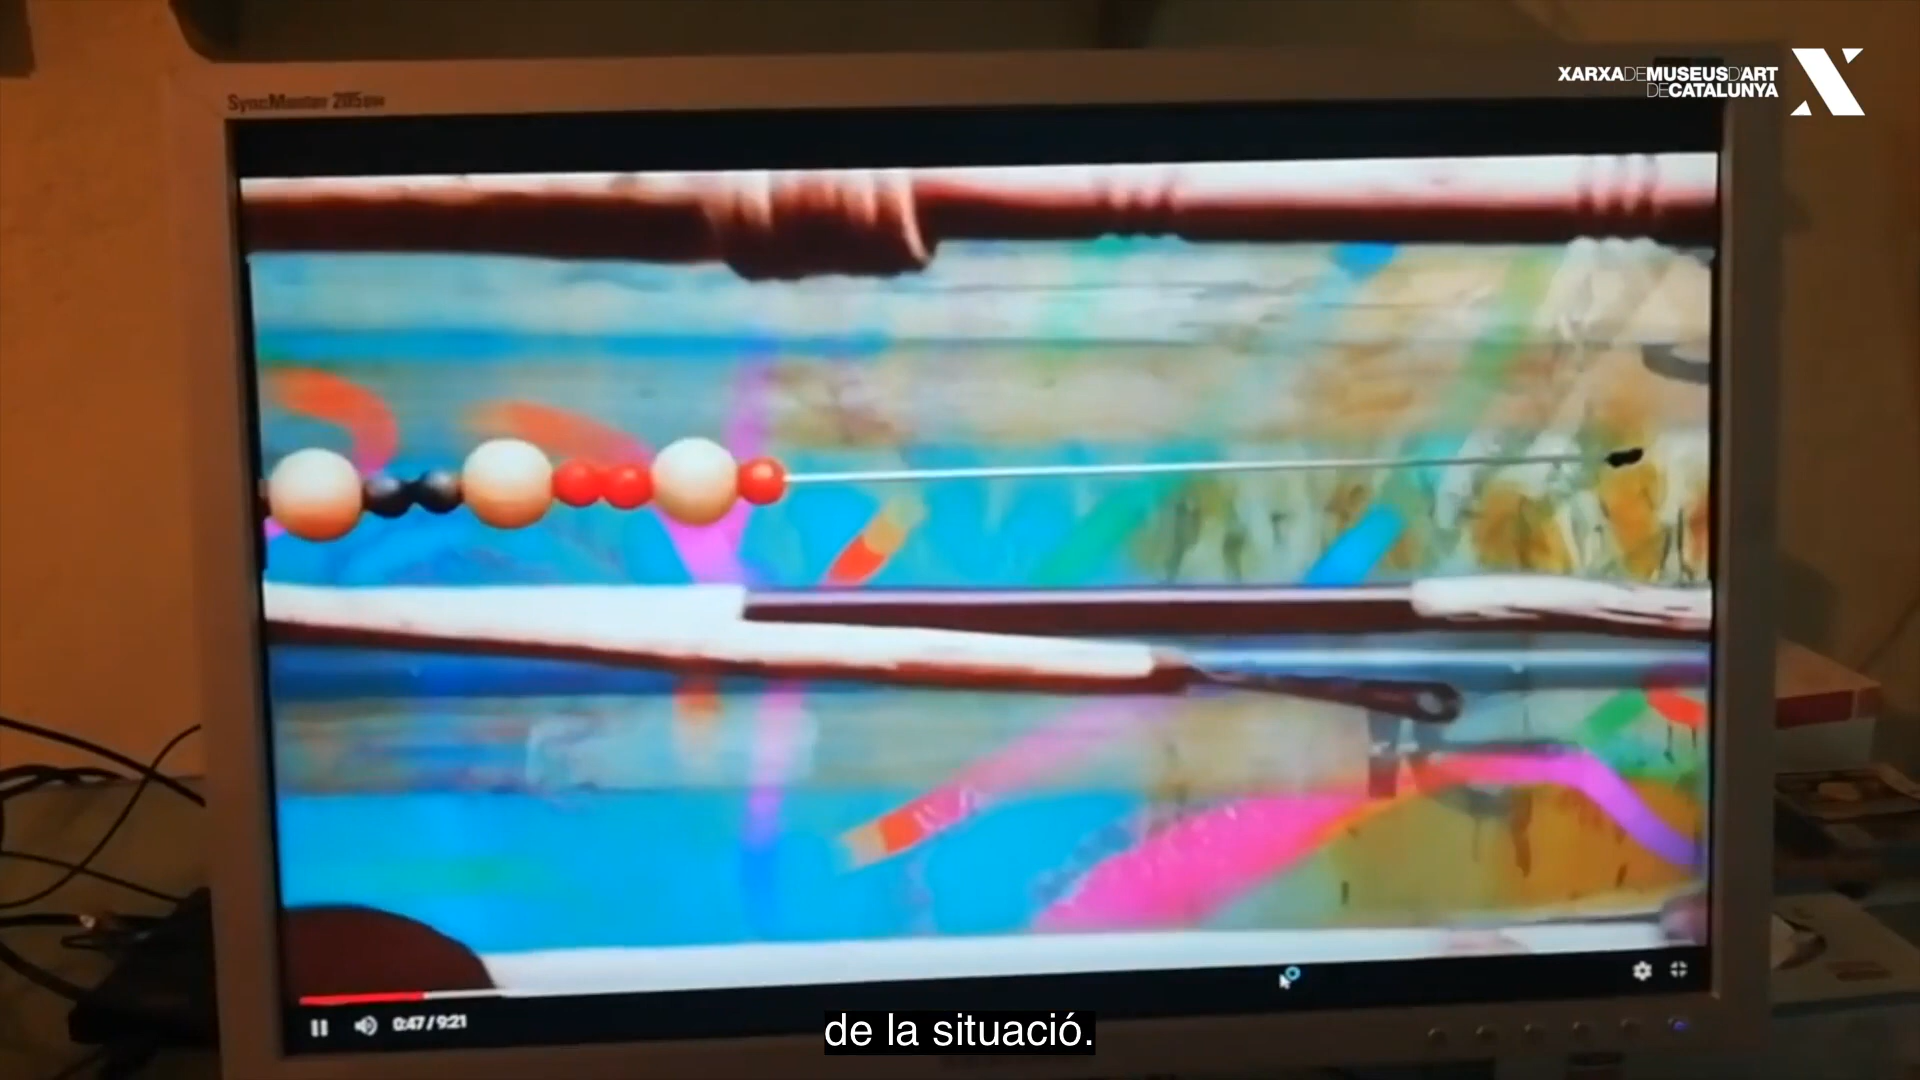 SyncMaster 205BW
XARXADEMUSEUSD'ART
DECATALUNYA
0:47 / 9:21
de la situació.